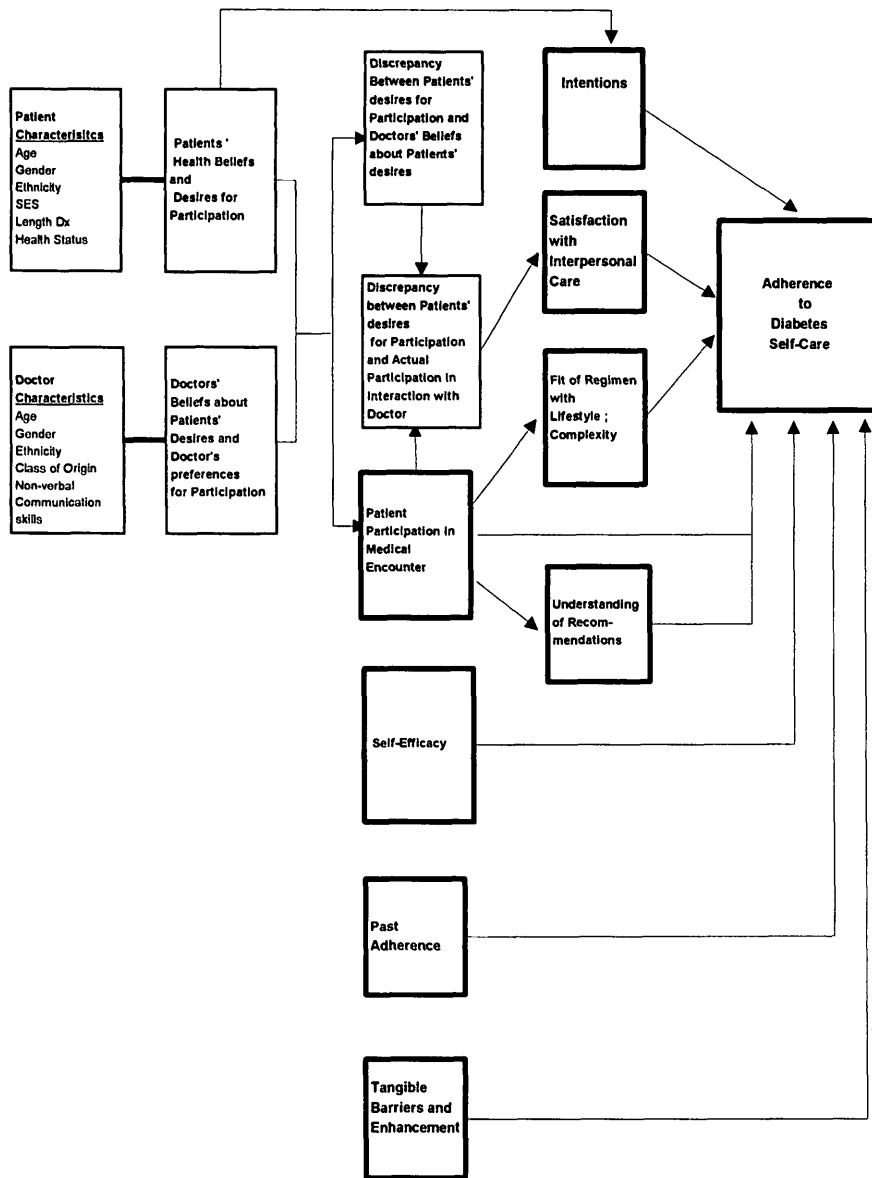 Patient
Characterisitcs
Age
Gender
Ethnicity
SES
Length Dx
Health Status
Patients '
Health Beliefs
and
Desires for
Participation
Doctor
Characteristics
Age
Gender
Ethnicity
Class of Origin
Non-verbal
Communication
skills
Doctors'
Beliefs about
Patients'
Desires and
Doctor's
preferences
for Participation
Discrepancy
Between Patients'
desires for
Participation and
Doctors' Beliefs
about Patients'
desires
Discrepancy
between Patients'
desires
for Participation
and Actual
Participation in
Interaction with
Doctor
Patient
Participation in
Medical
Encounter
Self-Efficacy
Past
Adherence
Tangible
Barriers and
Enhancement
Intentions
Satisfaction
with
Interpersonal
Care
Fit of Regimen
with
Lifestyle ;
Complexity
Understanding
of Recom-
mendations
Adherence
to
Diabetes
Self-Care